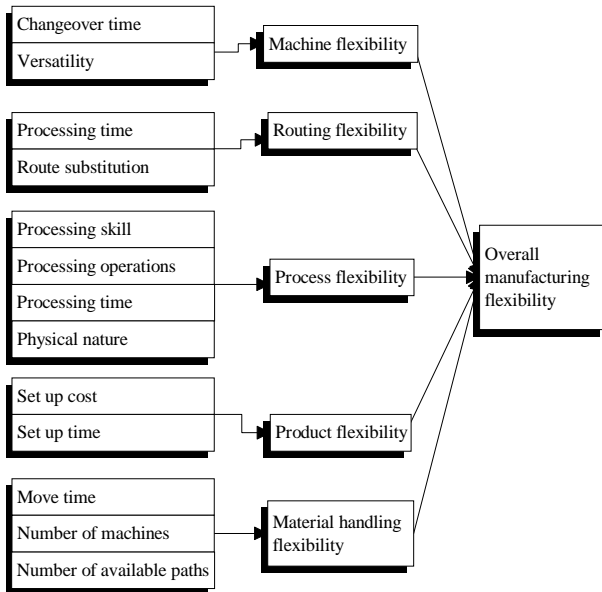 Changeover time
Versatility
Machine flexibility
Processing time
Route substitution
Routing flexibility
Processing skill
Processing operations
Processing time
Physical nature
Process flexibility
Set up cost
Set up time
Product flexibility
Move time
Number of machines
Number of available paths
Material handling
flexibility
Overall
manufacturing
flexibility